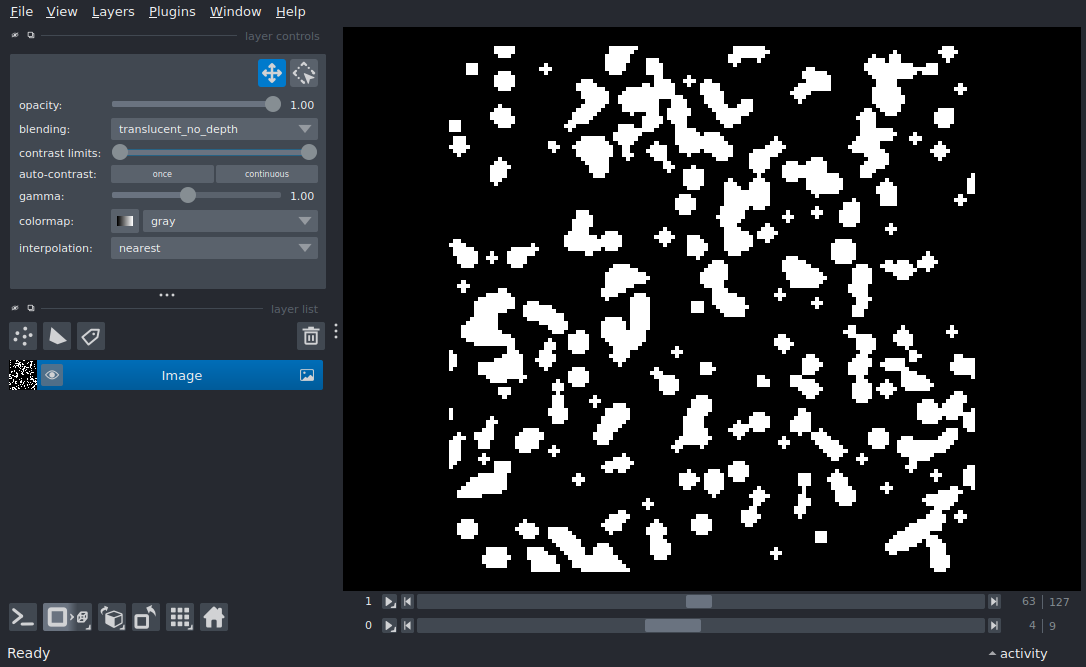 File View Layers Plugins Window Help
layer controls
opacity: 1.00
blending: translucent_no_depth
contrast limits:
auto-contrast: once continuous
gamma: 1.00
colormap: gray
interpolation: nearest
layer list
Image
1 63 127
0 4 9
Ready activity